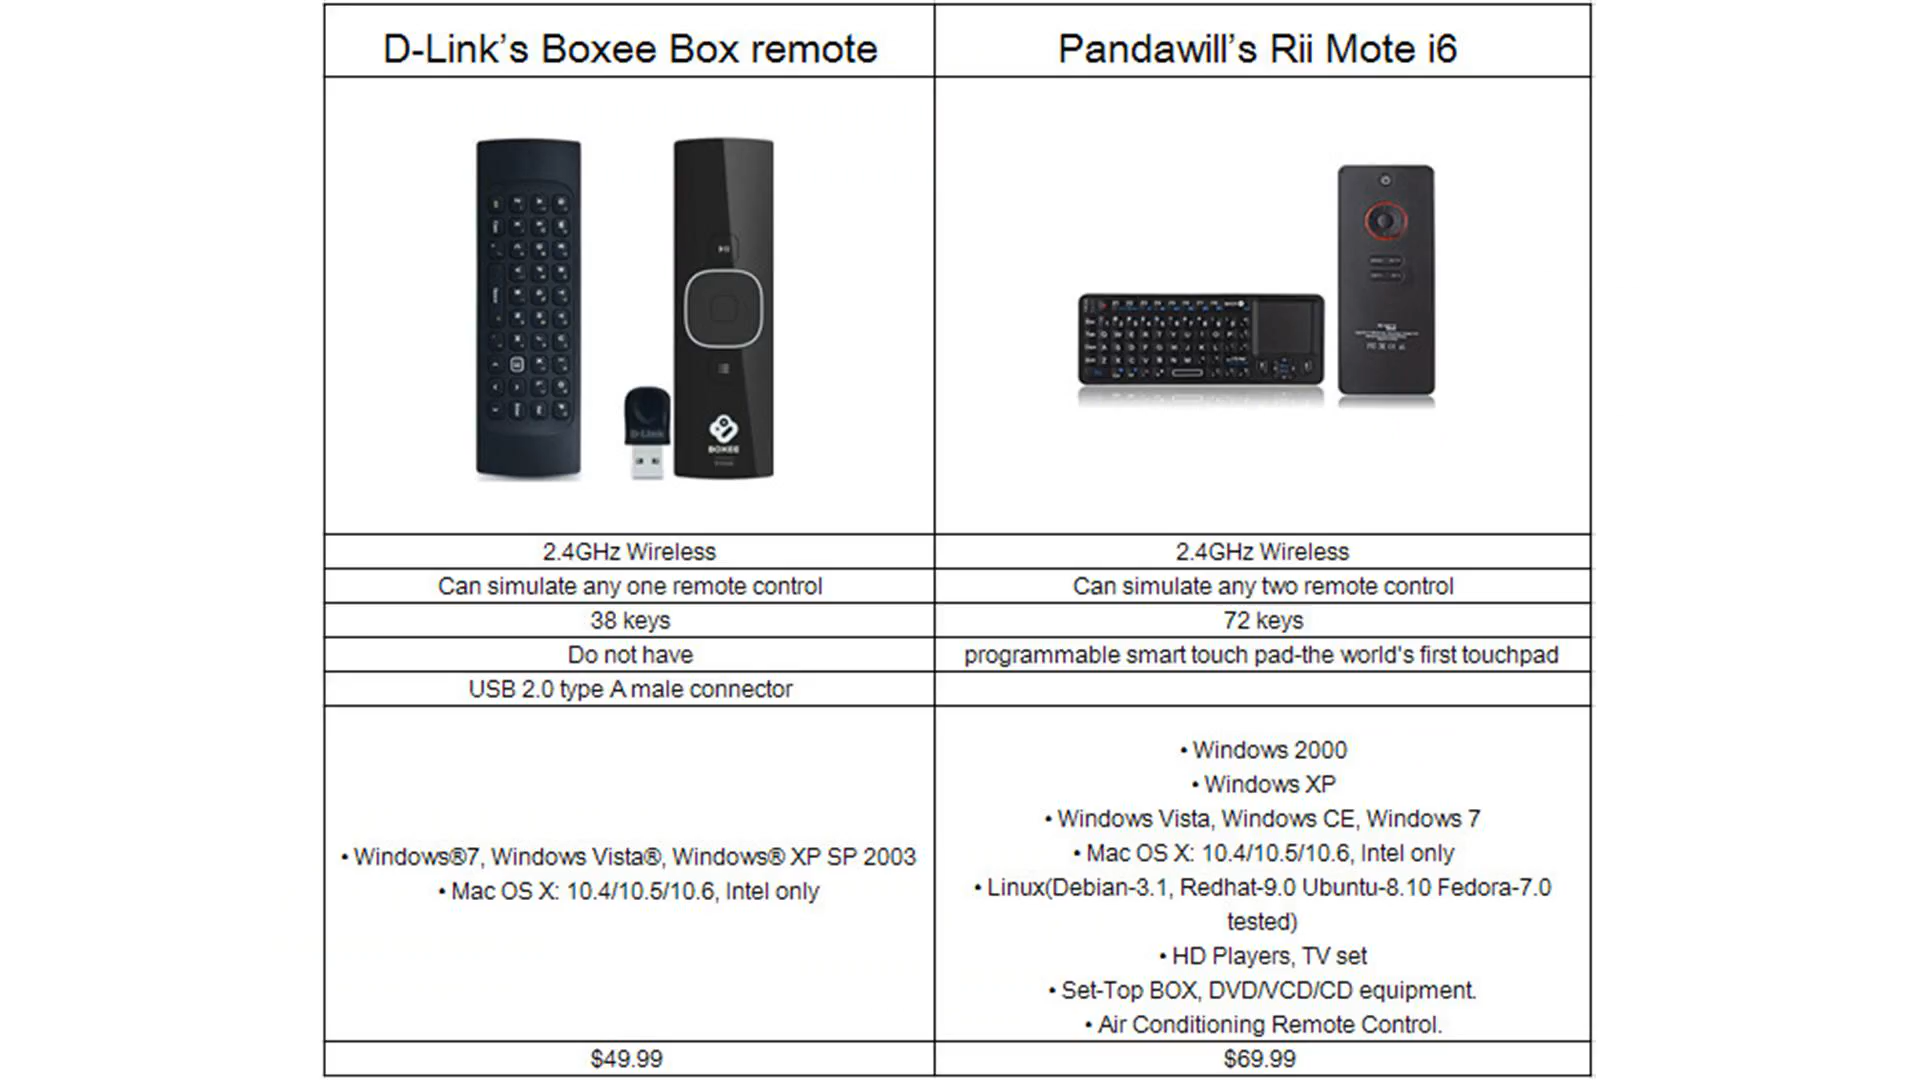 D-Link’s Boxee Box remote
Pandawill’s Rii Mote i6
D-Link
BOXEE
2.4GHz Wireless
2.4GHz Wireless
Can simulate any one remote control
Can simulate any two remote control
38 keys
72 keys
Do not have
programmable smart touch pad-the world's first touchpad
USB 2.0 type A male connector
• Windows®7, Windows Vista®, Windows® XP SP 2003
• Mac OS X: 10.4/10.5/10.6, Intel only
• Windows 2000
• Windows XP
• Windows Vista, Windows CE, Windows 7
• Mac OS X: 10.4/10.5/10.6, Intel only
• Linux(Debian-3.1, Redhat-9.0 Ubuntu-8.10 Fedora-7.0
tested)
• HD Players, TV set
• Set-Top BOX, DVD/VCD/CD equipment.
• Air Conditioning Remote Control.
$49.99
$69.99